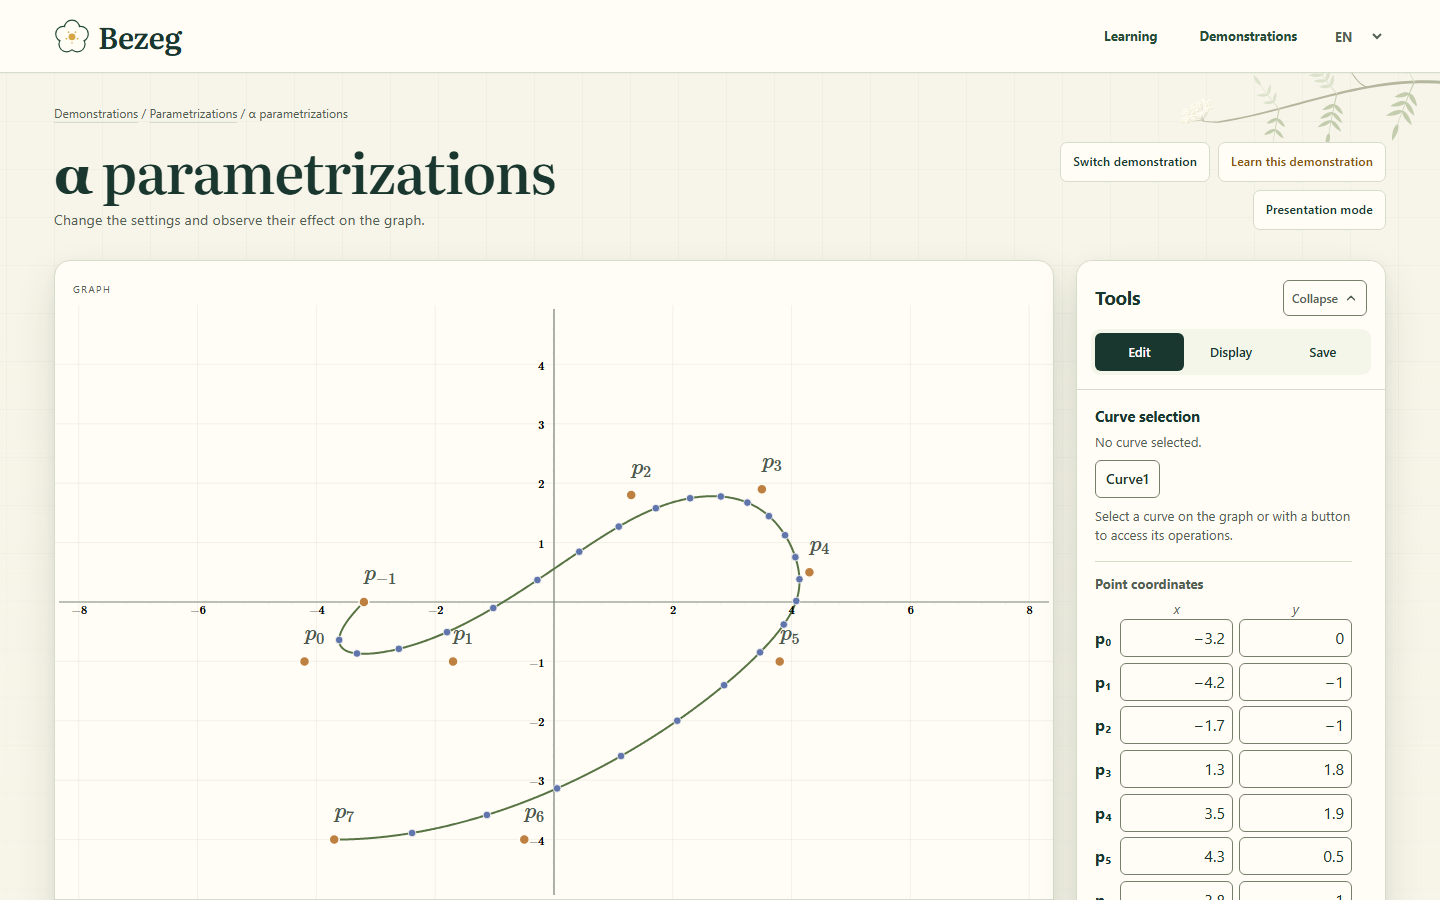 Bezeg
Learning
Demonstrations
EN
Demonstrations / Parametrizations / α parametrizations
α parametrizations
Change the settings and observe their effect on the graph.
Switch demonstration
Learn this demonstration
Presentation mode
GRAPH
4
3
2
p₂
p₃
1
p₄
p₋₁
−8
−6
−4
−2
2
4
6
8
p₀
p₁
p₅
−1
−2
−3
p₇
p₆
−4
Tools
Collapse
Edit
Display
Save
Curve selection
No curve selected.
Curve1
Select a curve on the graph or with a button
to access its operations.
Point coordinates
x y
p₀ −3.2 0
p₁ −4.2 −1
p₂ −1.7 −1
p₃ 1.3 1.8
p₄ 3.5 1.9
p₅ 4.3 0.5